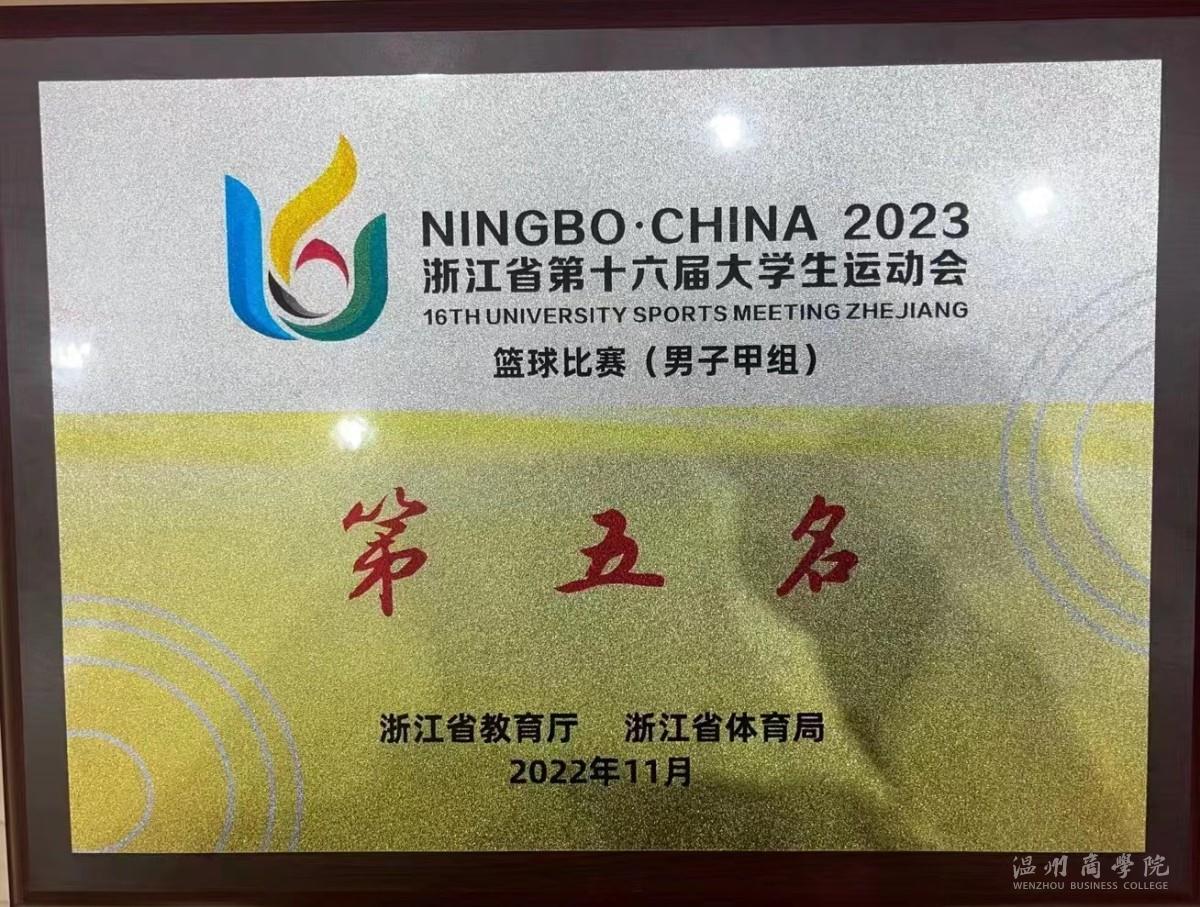 NINGBO·CHINA 2023
浙江省第十六届大学生运动会
16TH UNIVERSITY SPORTS MEETING ZHEJIANG
篮球比赛（男子甲组）
第五名
浙江省教育厅 浙江省体育局
2022年11月
温州商學院
WENZHOU BUSINESS COLLEGE